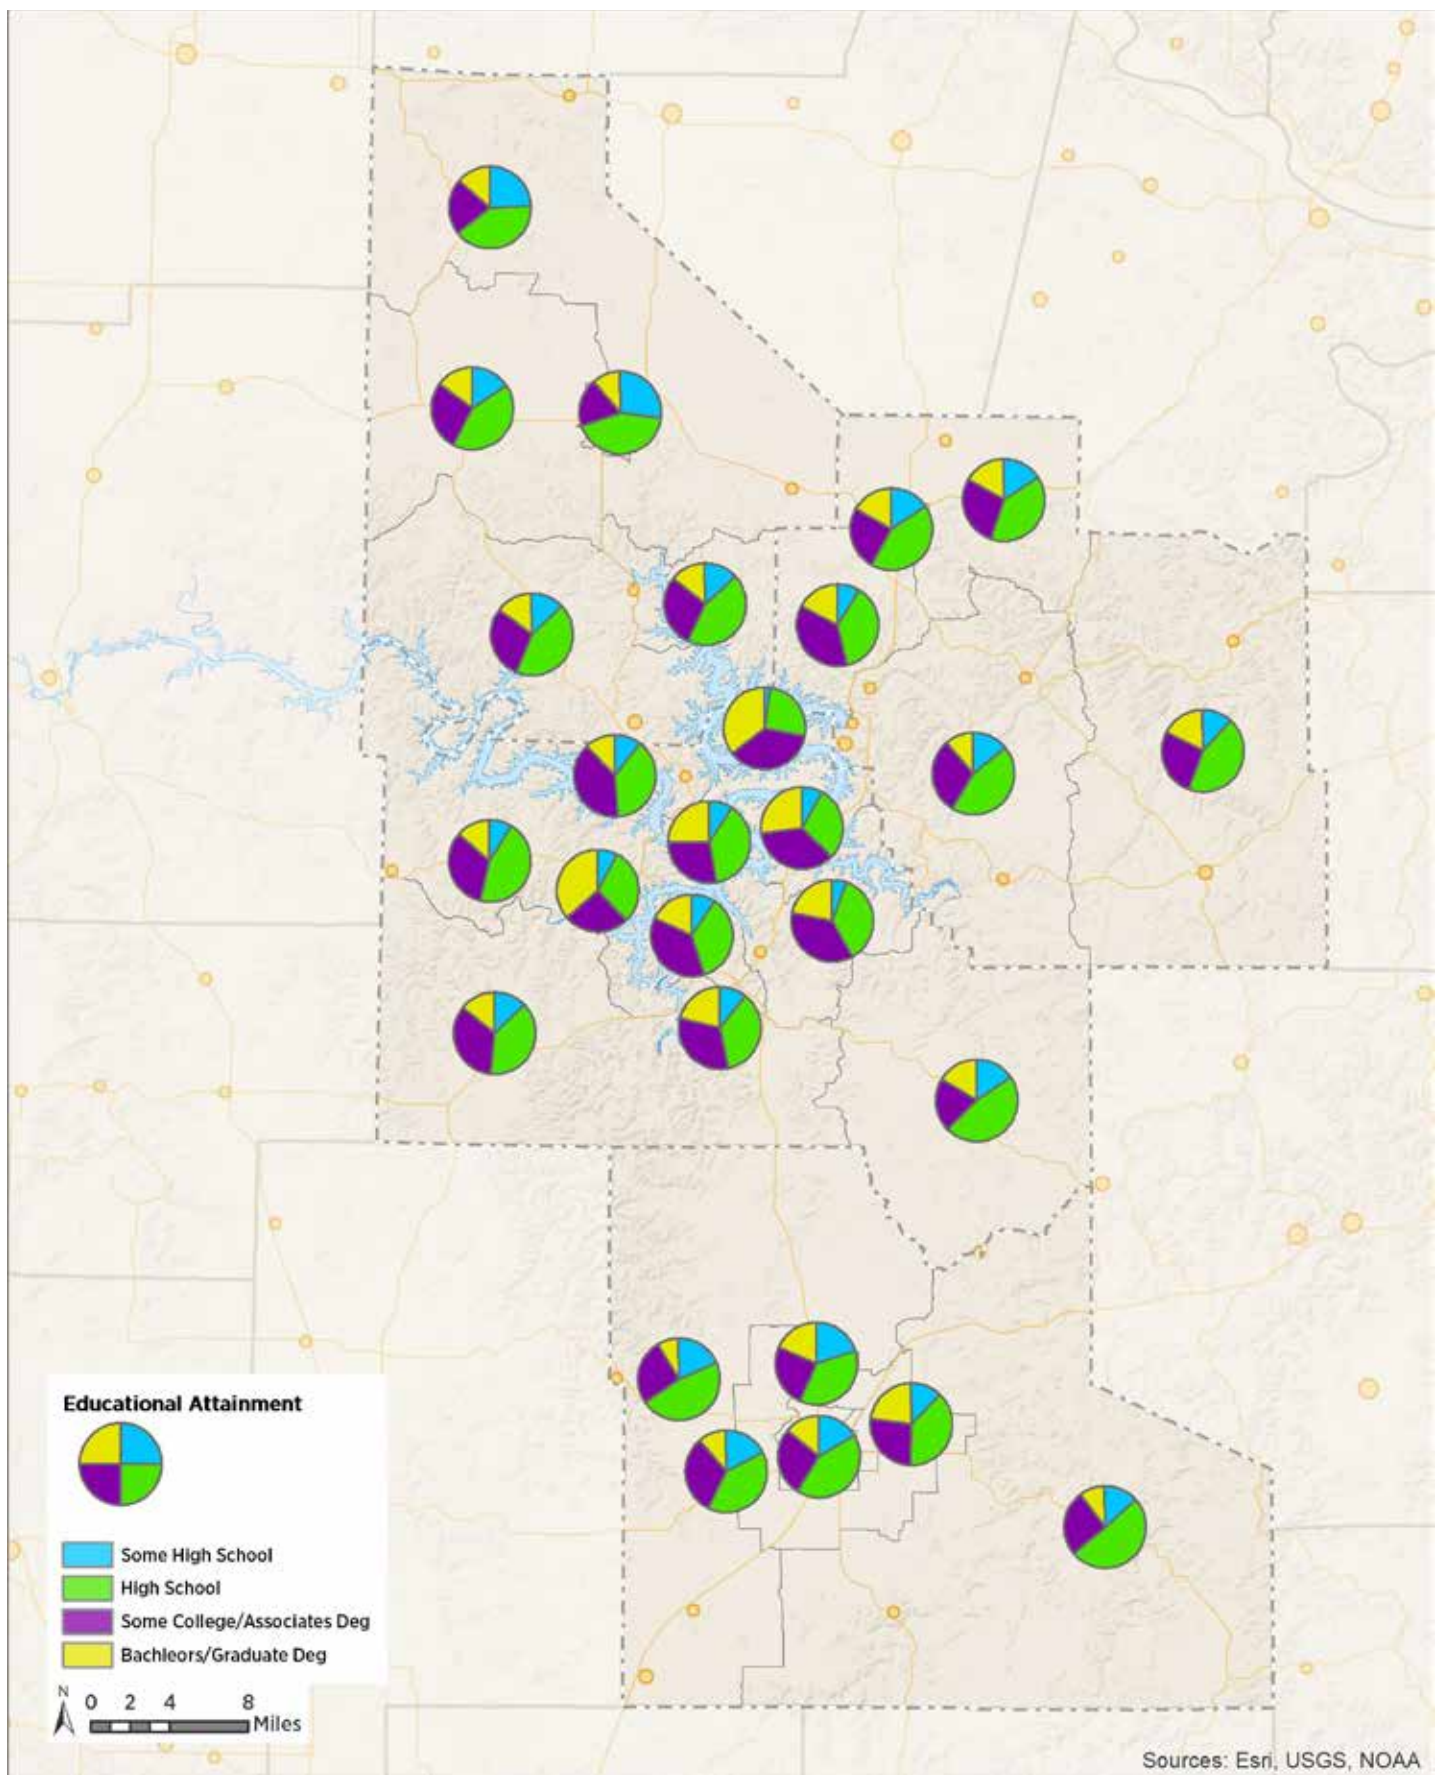 Educational Attainment
Some High School
High School
Some College/Associates Deg
Bachleors/Graduate Deg
N
0 2 4 8
Miles
Sources: Esri, USGS, NOAA